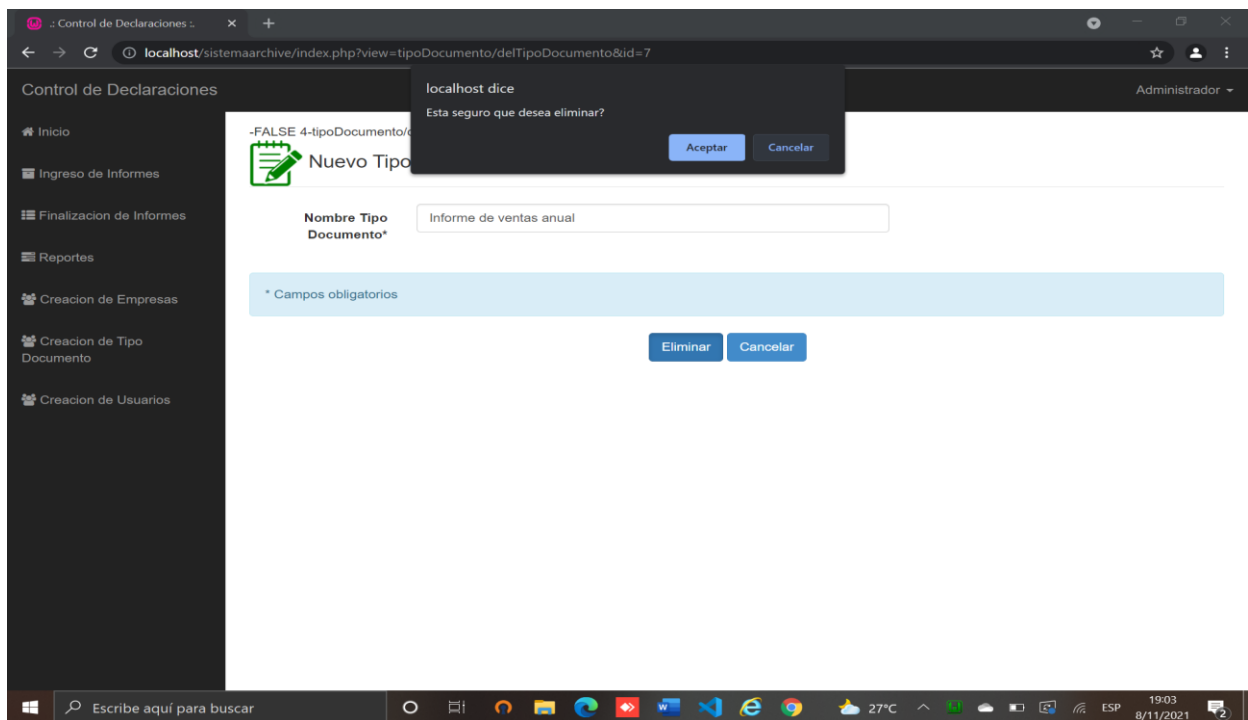 .: Control de Declaraciones :.
localhost/sistemaarchive/index.php?view=tipoDocumento/delTipoDocumento&id=7
Control de Declaraciones
Administrador
localhost dice
Esta seguro que desea eliminar?
Aceptar
Cancelar
Inicio
Ingreso de Informes
Finalizacion de Informes
Reportes
Creacion de Empresas
Creacion de Tipo
Documento
Creacion de Usuarios
-FALSE 4-tipoDocumento/
Nuevo Tipo
Nombre Tipo
Documento*
Informe de ventas anual
* Campos obligatorios
Eliminar
Cancelar
Escribe aquí para buscar
27°C
ESP
19:03
8/11/2021
2